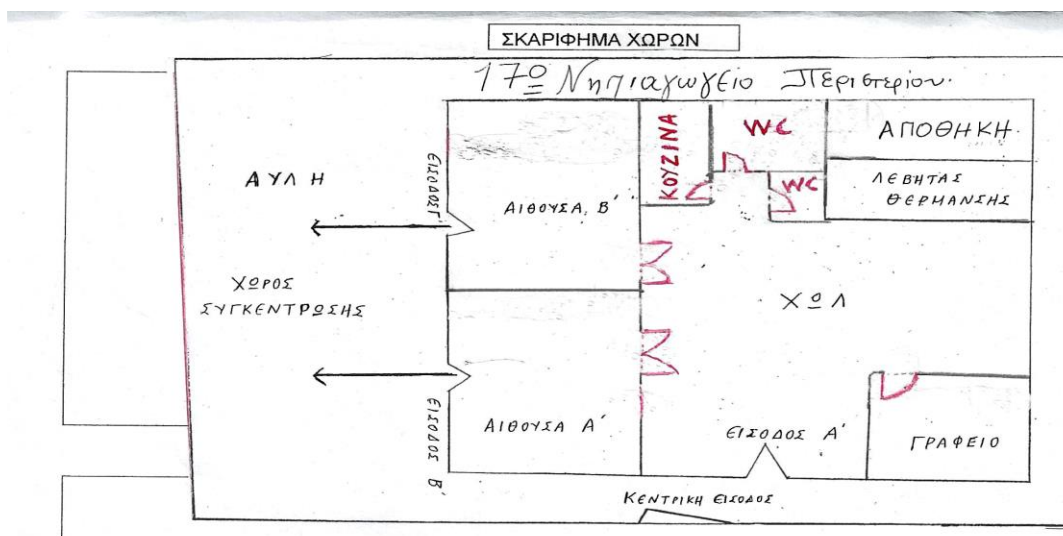 ΣΚΑΡΙΦΗΜΑ ΧΩΡΩΝ
17ο Νηπιαγωγείο Περιστερίου.
ΚΟΥΖΙΝΑ
WC
ΑΠΟΘΗΚΗ
ΑΥΛΗ
ΕΙΣΟΔΟΣ Γ
ΑΙΘΟΥΣΑ Β'
WC
ΛΕΒΗΤΑΣ
ΘΕΡΜΑΝΣΗΣ
ΧΩΡΟΣ
ΣΥΓΚΕΝΤΡΩΣΗΣ
ΧΩΛ
ΑΙΘΟΥΣΑ Α'
ΕΙΣΟΔΟΣ Β'
ΕΙΣΟΔΟΣ Α'
ΓΡΑΦΕΙΟ
ΚΕΝΤΡΙΚΗ ΕΙΣΟΔΟΣ